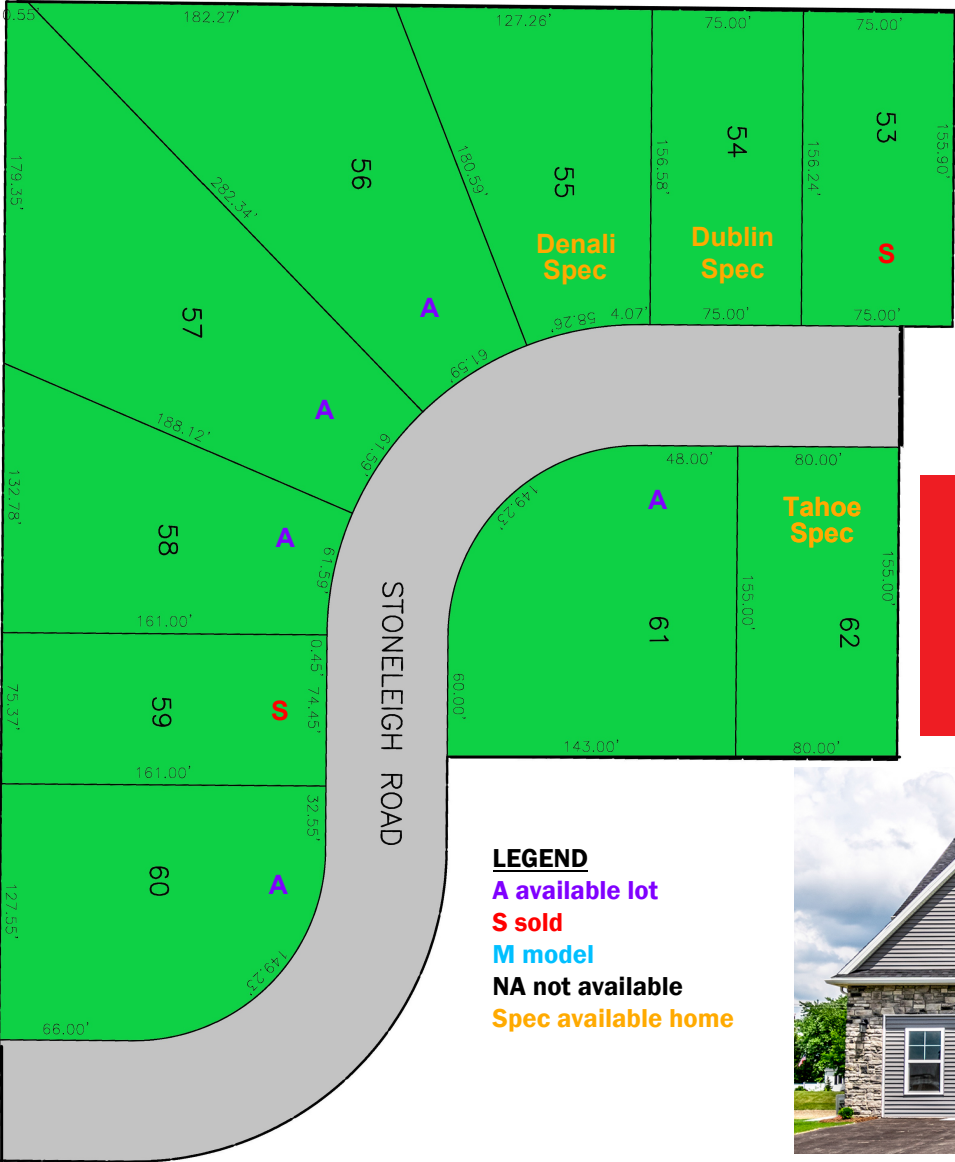 0.55'
182.27'
127.26'
75.00'
75.00'
53
155.90'
S
156.24'
75.00'
54
Dublin
Spec
75.00'
156.58'
55
Denali
Spec
4.07'
58.26'
180.59'
56
A
61.59'
282.34'
179.35'
57
A
61.59'
188.12'
132.78'
58
A
61.59'
161.00'
0.45'
74.45'
59
S
75.37'
161.00'
32.55'
60
A
127.55'
149.23'
66.00'
STONELEIGH ROAD
48.00'
149.23'
A
61
60.00'
143.00'
155.00'
80.00'
Tahoe
Spec
155.00'
62
80.00'
LEGEND
A available lot
S sold
M model
NA not available
Spec available home